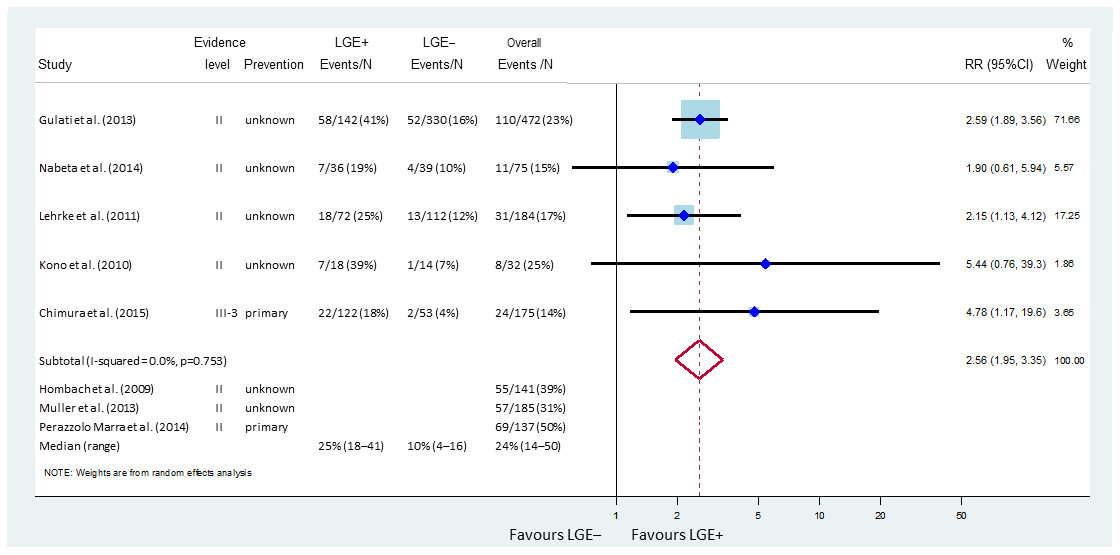 Evidence LGE+ LGE– Overall %
Study level Prevention Events/N Events/N Events /N RR (95%CI) Weight
Gulati et al. (2013) II unknown 58/142 (41%) 52/330 (16%) 110/472 (23%) 2.59 (1.89, 3.56) 71.66
Nabeta et al. (2014) II unknown 7/36 (19%) 4/39 (10%) 11/75 (15%) 1.90 (0.61, 5.94) 5.57
Lehrke et al. (2011) II unknown 18/72 (25%) 13/112 (12%) 31/184 (17%) 2.15 (1.13, 4.12) 17.25
Kono et al. (2010) II unknown 7/18 (39%) 1/14 (7%) 8/32 (25%) 5.44 (0.76, 39.3) 1.86
Chimura et al. (2015) III-3 primary 22/122 (18%) 2/53 (4%) 24/175 (14%) 4.78 (1.17, 19.6) 3.65
Subtotal (I-squared = 0.0%, p=0.753) 2.56 (1.95, 3.35) 100.00
Hombach et al. (2009) II unknown 55/141 (39%)
Muller et al. (2013) II unknown 57/185 (31%)
Perazzolo Marra et al. (2014) II primary 69/137 (50%)
Median (range) 25% (18–41) 10% (4–16) 24% (14–50)
NOTE: Weights are from random effects analysis
1 2 5 10 20 50
Favours LGE– Favours LGE+